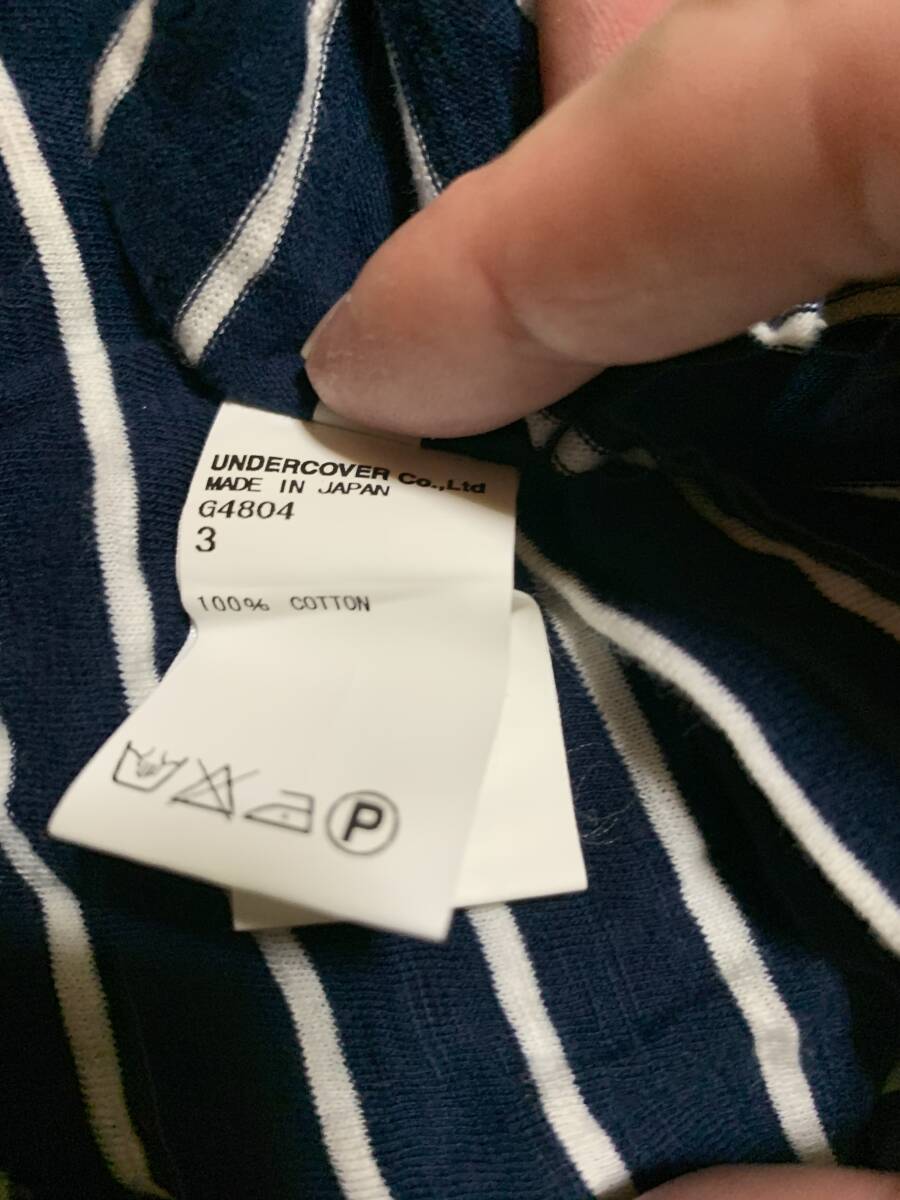 UNDERCOVER Co.,Ltd
MADE IN JAPAN
G4804
3
100% COTTON
P